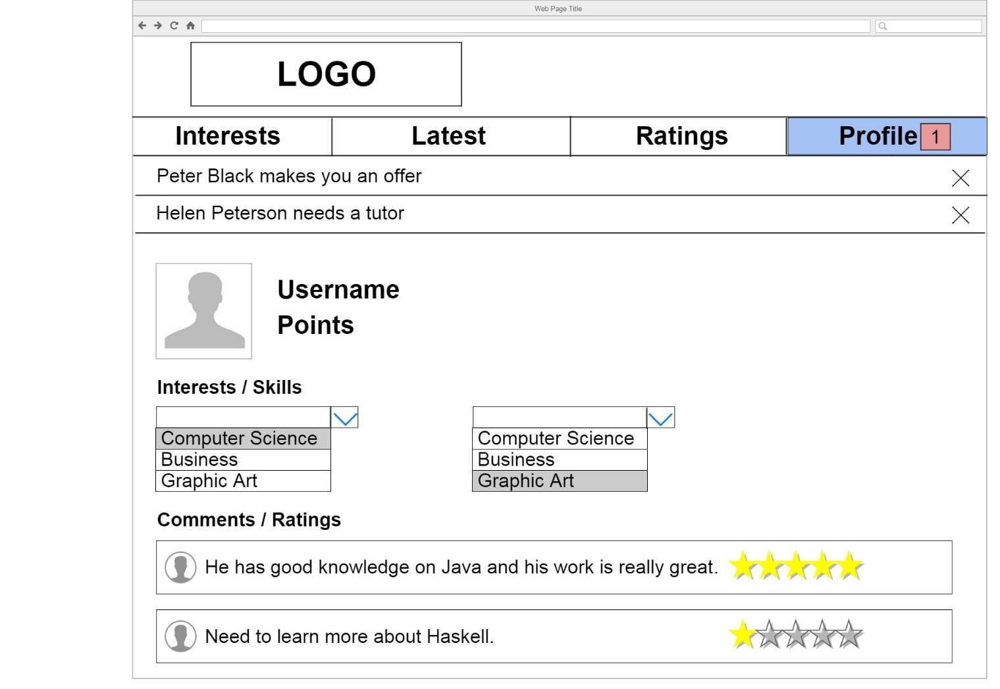 Web Page Title
LOGO
Interests Latest Ratings Profile 1
Peter Black makes you an offer
Helen Peterson needs a tutor
Username
Points
Interests / Skills
Computer Science Computer Science
Business Business
Graphic Art Graphic Art
Comments / Ratings
He has good knowledge on Java and his work is really great.
Need to learn more about Haskell.